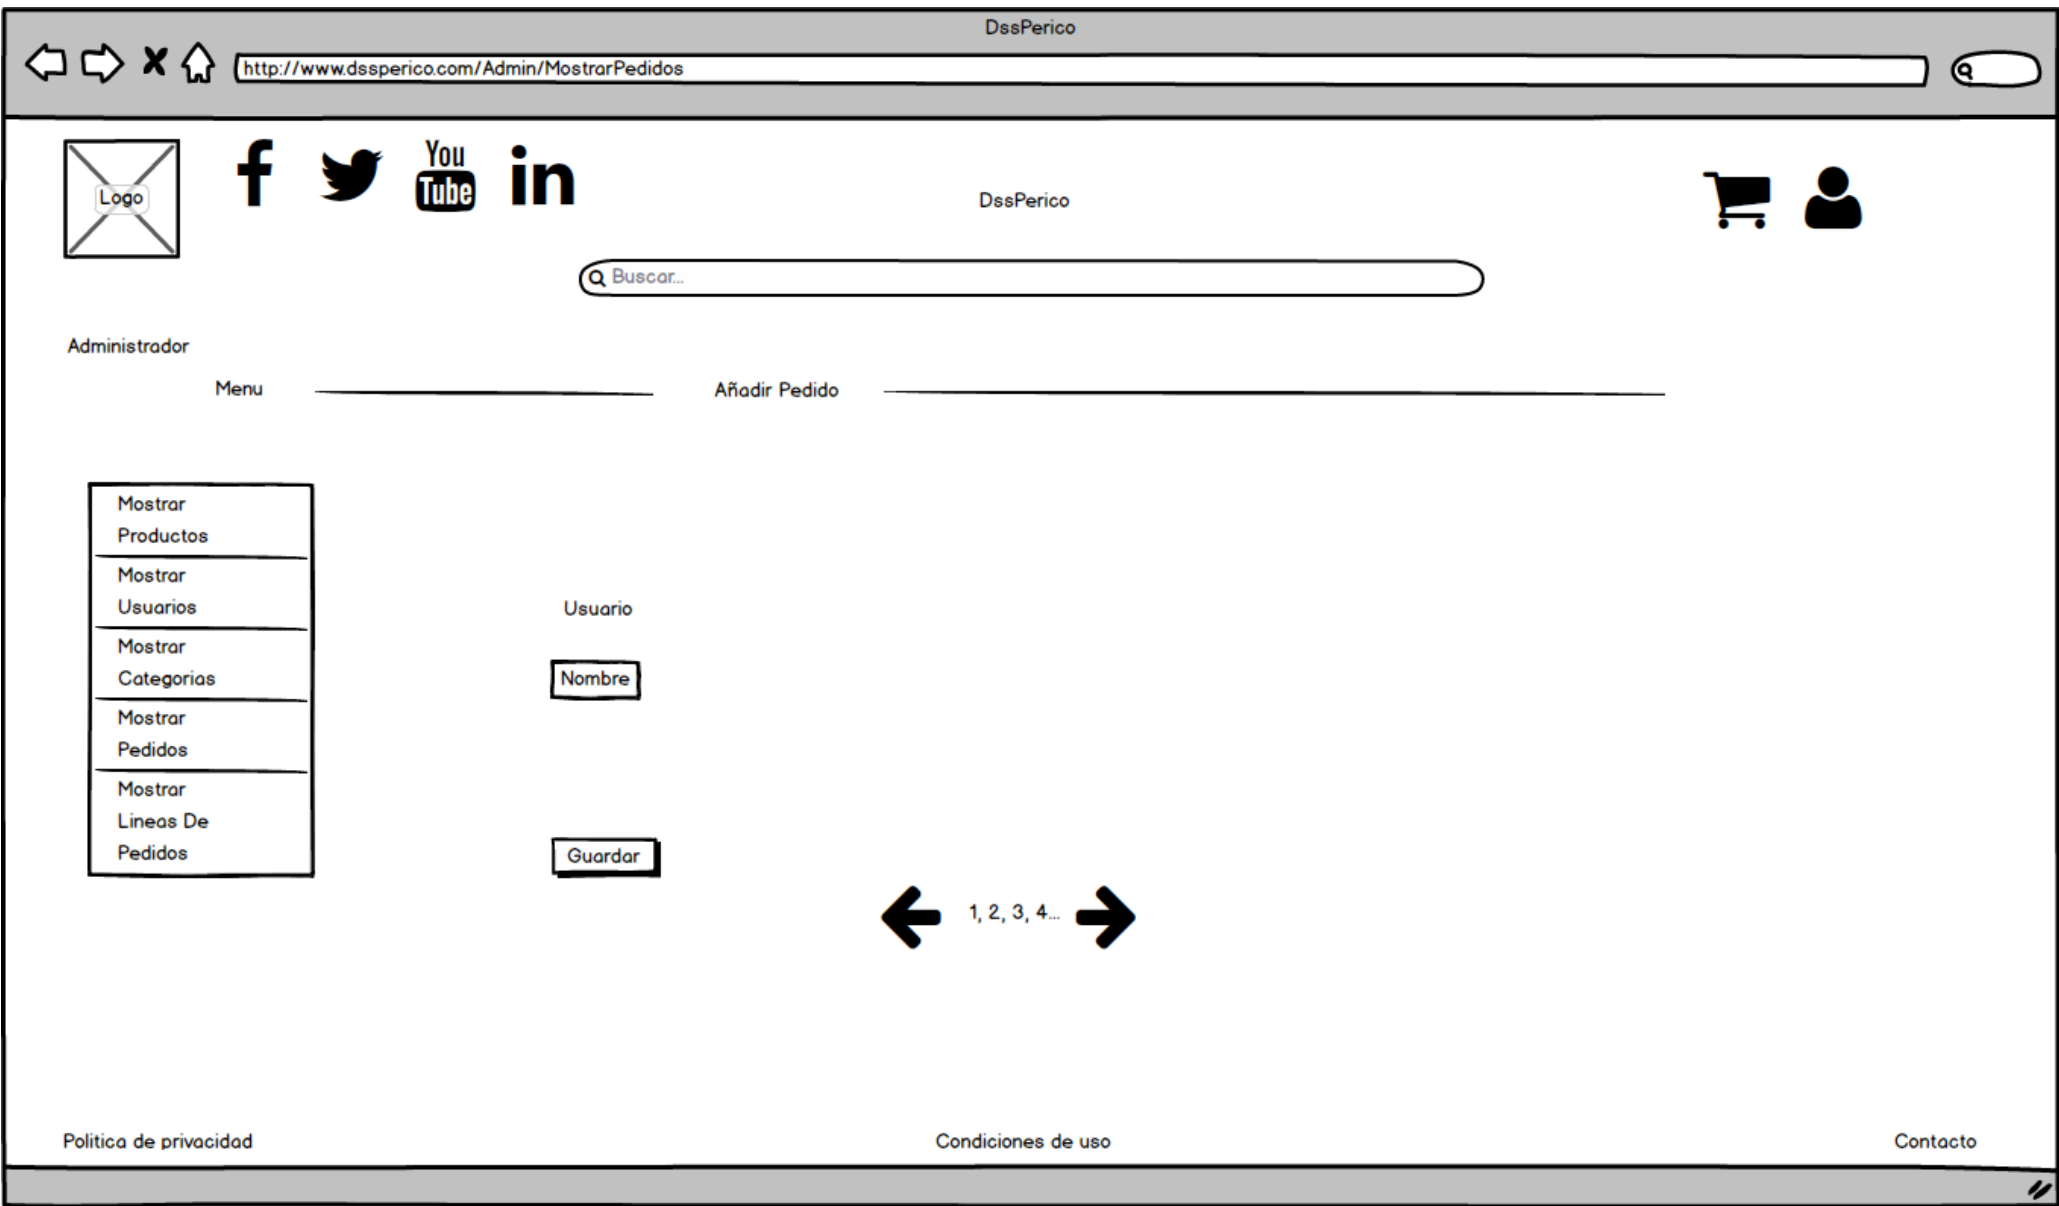 DssPerico
http://www.dssperico.com/Admin/MostrarPedidos
Logo
You
Tube
in
DssPerico
Buscar...
Administrador
Menu
Añadir Pedido
Mostrar
Productos
Mostrar
Usuarios
Mostrar
Categorias
Mostrar
Pedidos
Mostrar
Lineas De
Pedidos
Usuario
Nombre
Guardar
1, 2, 3, 4...
Politica de privacidad
Condiciones de uso
Contacto